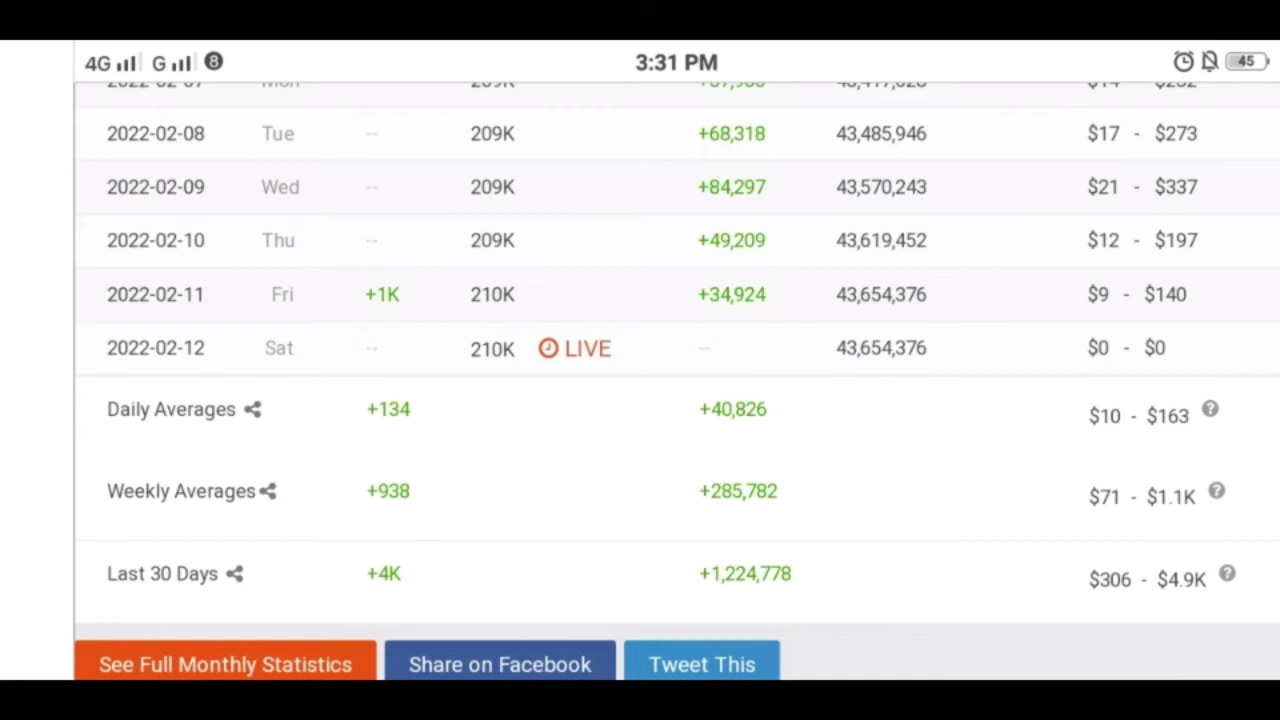 4G G 8 3:31 PM 45
2022-02-08 Tue -- 209K +68,318 43,485,946 $17 - $273
2022-02-09 Wed -- 209K +84,297 43,570,243 $21 - $337
2022-02-10 Thu -- 209K +49,209 43,619,452 $12 - $197
2022-02-11 Fri +1K 210K +34,924 43,654,376 $9 - $140
2022-02-12 Sat -- 210K LIVE -- 43,654,376 $0 - $0
Daily Averages +134 +40,826 $10 - $163 ?
Weekly Averages +938 +285,782 $71 - $1.1K ?
Last 30 Days +4K +1,224,778 $306 - $4.9K ?
See Full Monthly Statistics Share on Facebook Tweet This